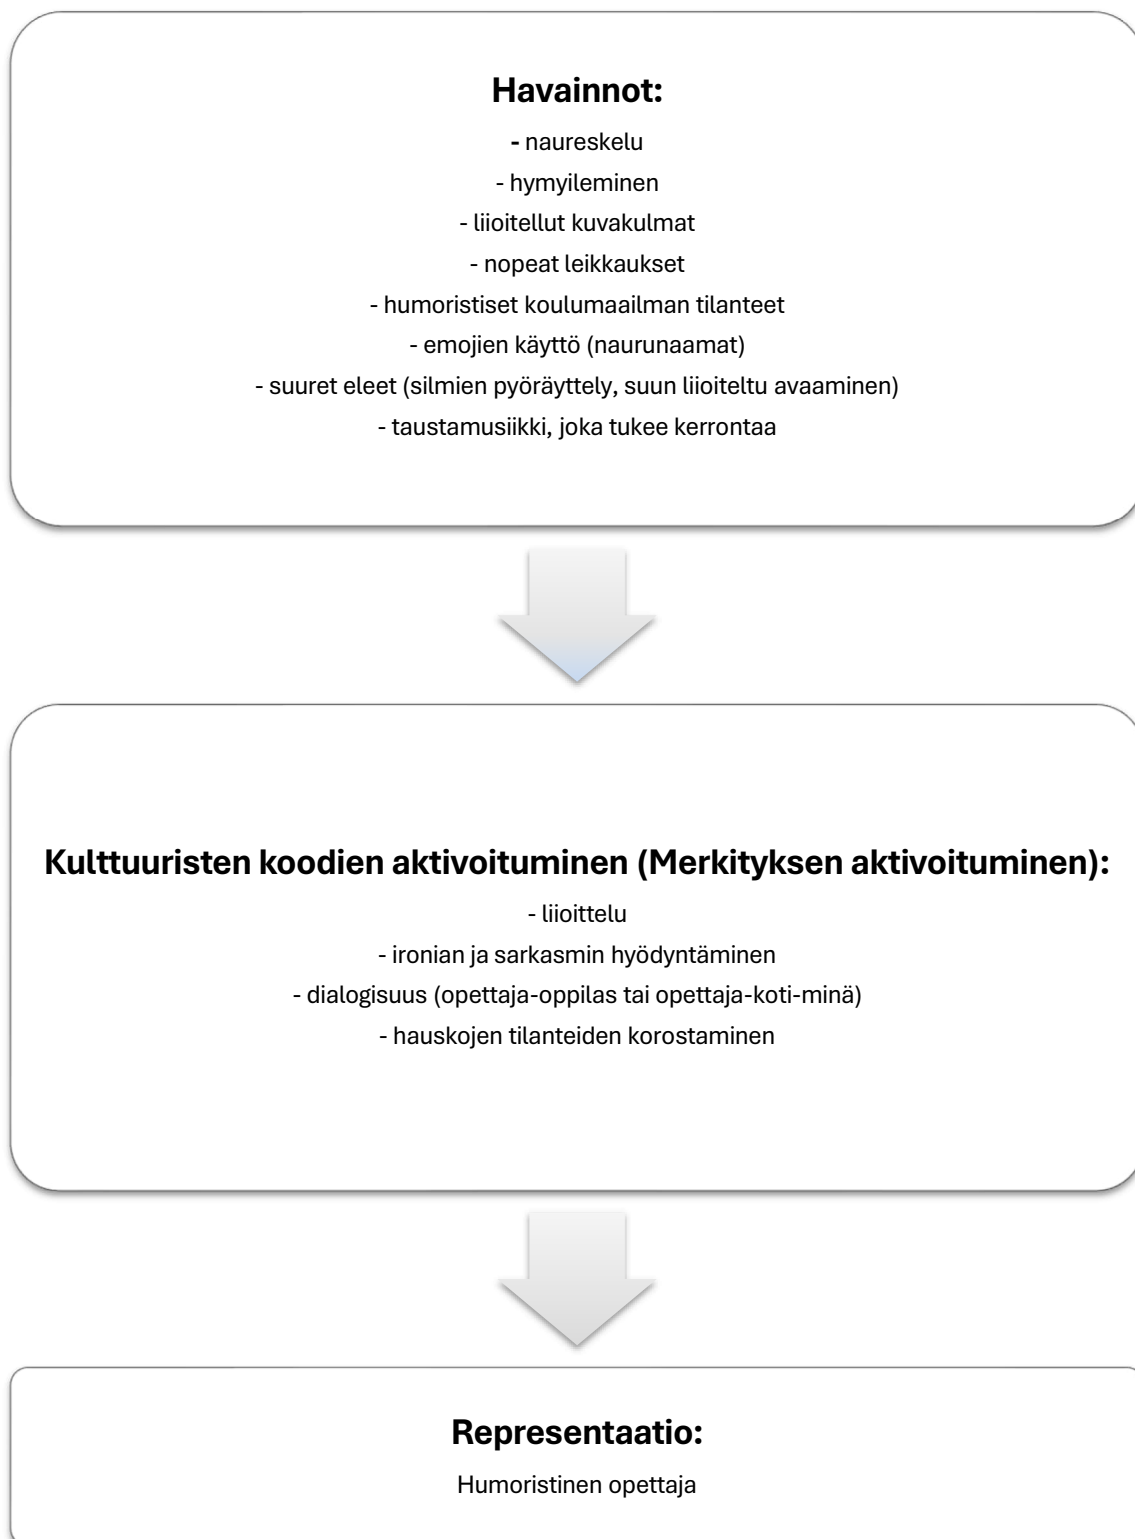 Havainnot:
- naureskelu
- hymyileminen
- liioitellut kuvakulmat
- nopeat leikkaukset
- humoristiset koulumaailman tilanteet
- emojien käyttö (naurunaamat)
- suuret eleet (silmien pyöräyttely, suun liioiteltu avaaminen)
- taustamusiikki, joka tukee kerrontaa
Kulttuuristen koodien aktivoituminen (Merkityksen aktivoituminen):
- liioittelu
- ironian ja sarkasmin hyödyntäminen
- dialogisuus (opettaja-oppilas tai opettaja-koti-minä)
- hauskojen tilanteiden korostaminen
Representaatio:
Humoristinen opettaja